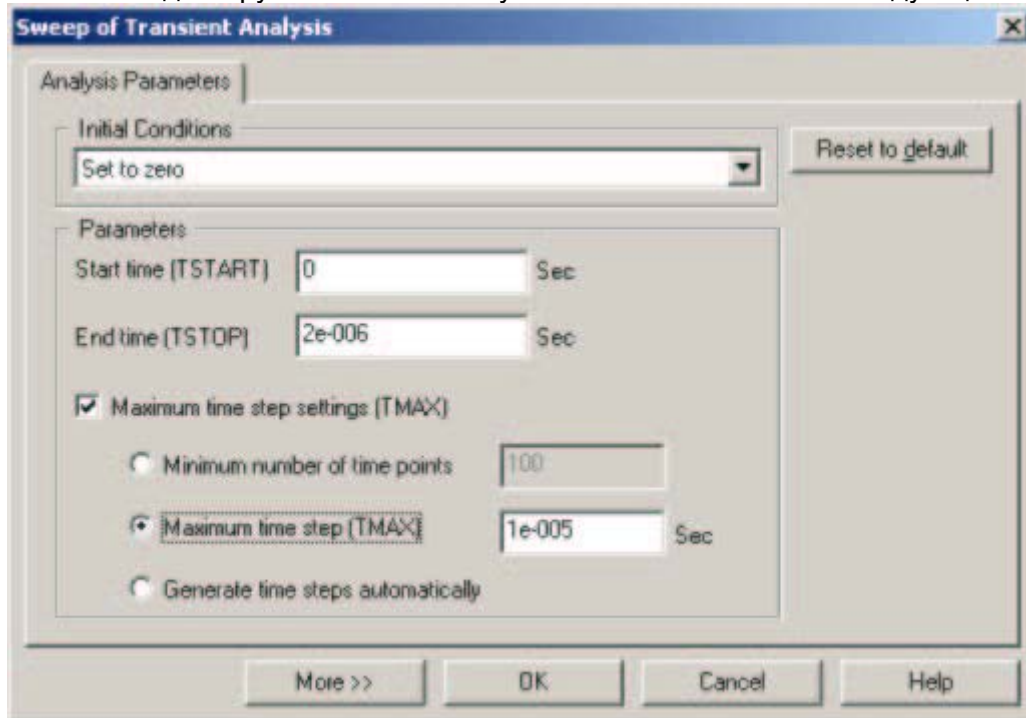 Sweep of Transient Analysis
Analysis Parameters
Initial Conditions
Set to zero
Reset to default
Parameters
Start time (TSTART) 0 Sec
End time (TSTOP) 2e-006 Sec
Maximum time step settings (TMAX)
Minimum number of time points 100
Maximum time step (TMAX) 1e-005 Sec
Generate time steps automatically
More >> OK Cancel Help